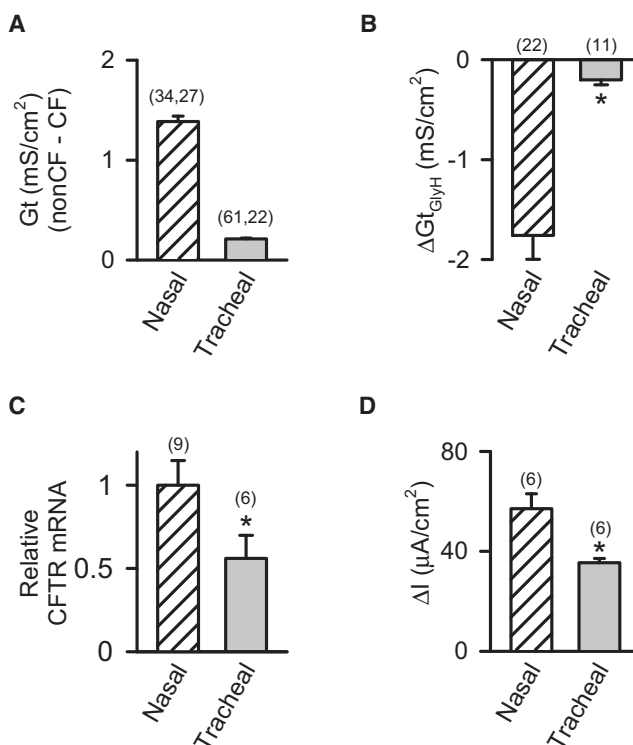 A
Gt (mS/cm²)
(nonCF - CF)
2
1
0
(34,27)
(61,22)
Nasal
Tracheal
B
ΔGt_GlyH (mS/cm²)
0
-1
-2
(22)
(11)
*
Nasal
Tracheal
C
Relative
CFTR mRNA
1
0.5
0
(9)
(6)
*
Nasal
Tracheal
D
ΔI (μA/cm²)
80
40
0
(6)
(6)
*
Nasal
Tracheal